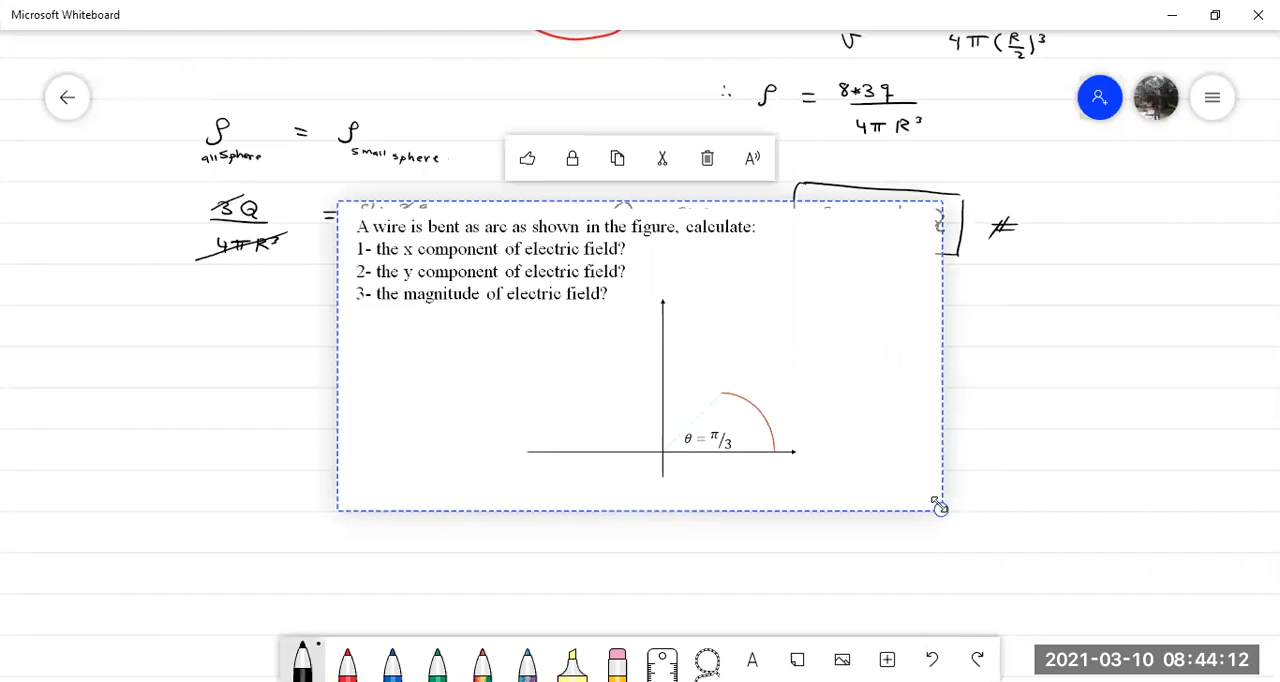 Microsoft Whiteboard
4π(R/2)³
∴ ρ = 8*3q / 4πR³
ρ = ρ
all sphere small sphere
3Q / 4πR³ =
#
A wire is bent as arc as shown in the figure, calculate:
1- the x component of electric field?
2- the y component of electric field?
3- the magnitude of electric field?
θ = π/3
2021-03-10 08:44:12